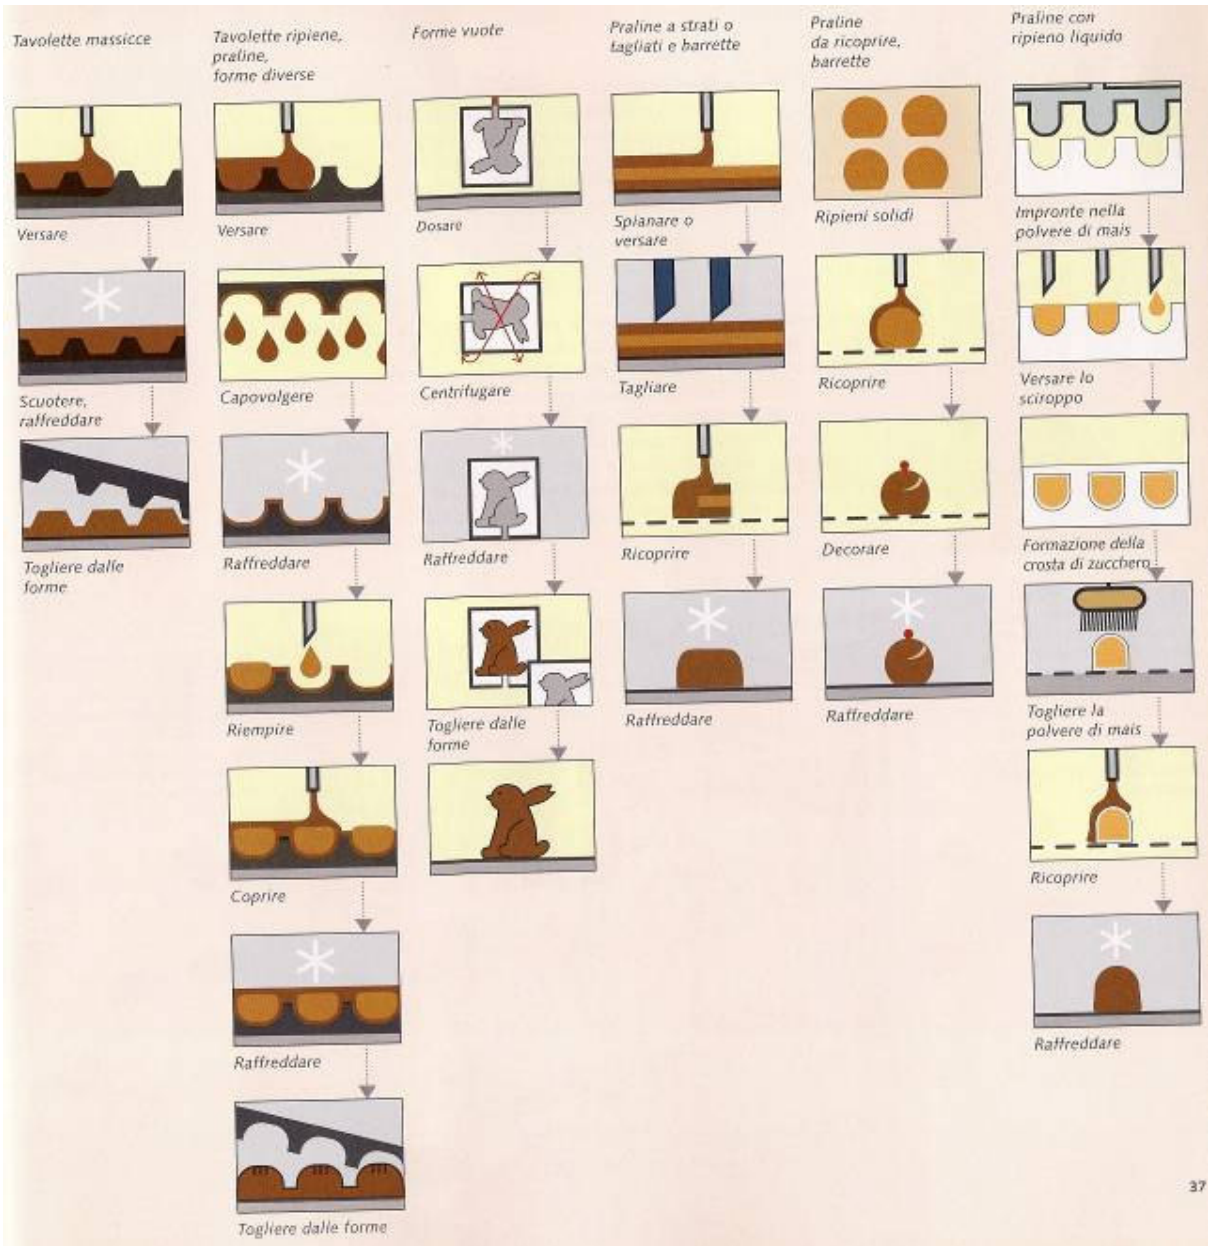 Tavolette massicce
Versare
Scuotere,
raffreddare
Togliere dalle
forme
Tavolette ripiene,
praline,
forme diverse
Versare
Capovolgere
Raffreddare
Riempire
Coprire
Raffreddare
Togliere dalle forme
Forme vuote
Dosare
Centrifugare
Raffreddare
Togliere dalle
forme
Praline a strati o
tagliati e barrette
Spianare o
versare
Tagliare
Ricoprire
Raffreddare
Praline
da ricoprire,
barrette
Ripieni solidi
Ricoprire
Decorare
Raffreddare
Praline con
ripieno liquido
Impronte nella
polvere di mais
Versare lo
sciroppo
Formazione della
crosta di zucchero
Togliere la
polvere di mais
Ricoprire
Raffreddare
37